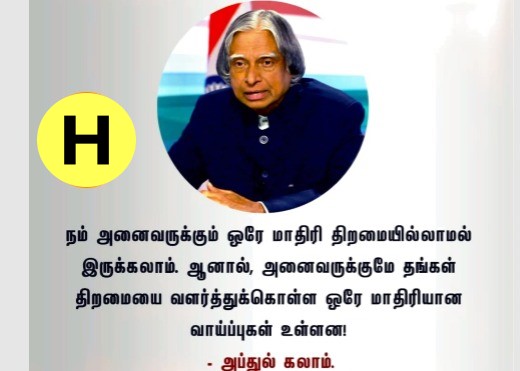 H
நம் அனைவருக்கும் ஒரே மாதிரி திறமையில்லாமல்
இருக்கலாம். ஆனால், அனைவருக்குமே தங்கள்
திறமையை வளர்த்துக்கொள்ள ஒரே மாதிரியான
வாய்ப்புகள் உள்ளன!
- அப்துல் கலாம்.